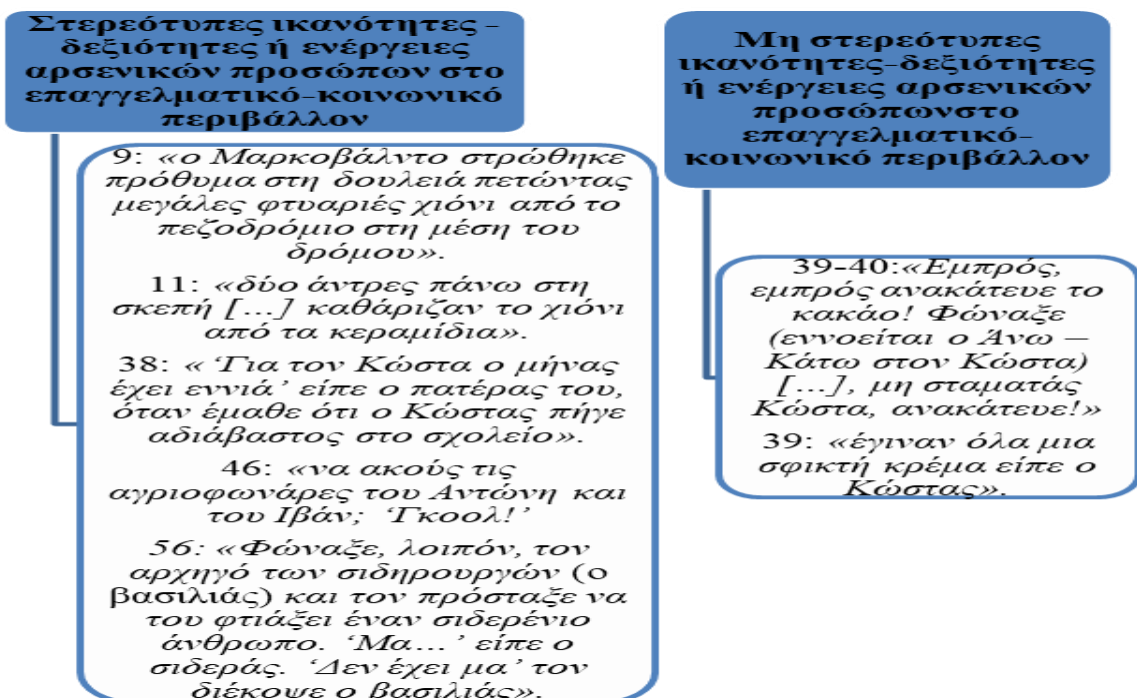 Στερεότυπες ικανότητες -
δεξιότητες ή ενέργειες
αρσενικών προσώπων στο
επαγγελματικό-κοινωνικό
περιβάλλον
9: «ο Μαρκοβάλντο στρώθηκε
πρόθυμα στη δουλειά πετώντας
μεγάλες φτυαριές χιόνι από το
πεζοδρόμιο στη μέση του
δρόμου».
11: «δύο άντρες πάνω στη
σκεπή [...] καθάριζαν το χιόνι
από τα κεραμίδια».
38: « ‘Για τον Κώστα ο μήνας
έχει εννιά’ είπε ο πατέρας του,
όταν έμαθε ότι ο Κώστας πήγε
αδιάβαστος στο σχολείο».
46: «να ακούς τις
αγριοφωνάρες του Αντώνη και
του Ιβάν; ‘Γκοολ!’
56: «Φώναξε, λοιπόν, τον
αρχηγό των σιδηρουργών (ο
βασιλιάς) και τον πρόσταξε να
του φτιάξει έναν σιδερένιο
άνθρωπο. ‘Μα...’ είπε ο
σιδεράς. ‘Δεν έχει μα’ τον
διέκοψε ο βασιλιάς».
Μη στερεότυπες
ικανότητες-δεξιότητες
ή ενέργειες αρσενικών
προσώπωνστο
επαγγελματικό-
κοινωνικό περιβάλλον
39-40:«Εμπρός,
εμπρός ανακάτευε το
κακάο! Φώναξε
(εννοείται ο Άνω –
Κάτω στον Κώστα)
[...], μη σταματάς
Κώστα, ανακάτευε!»
39: «έγιναν όλα μια
σφικτή κρέμα είπε ο
Κώστας».